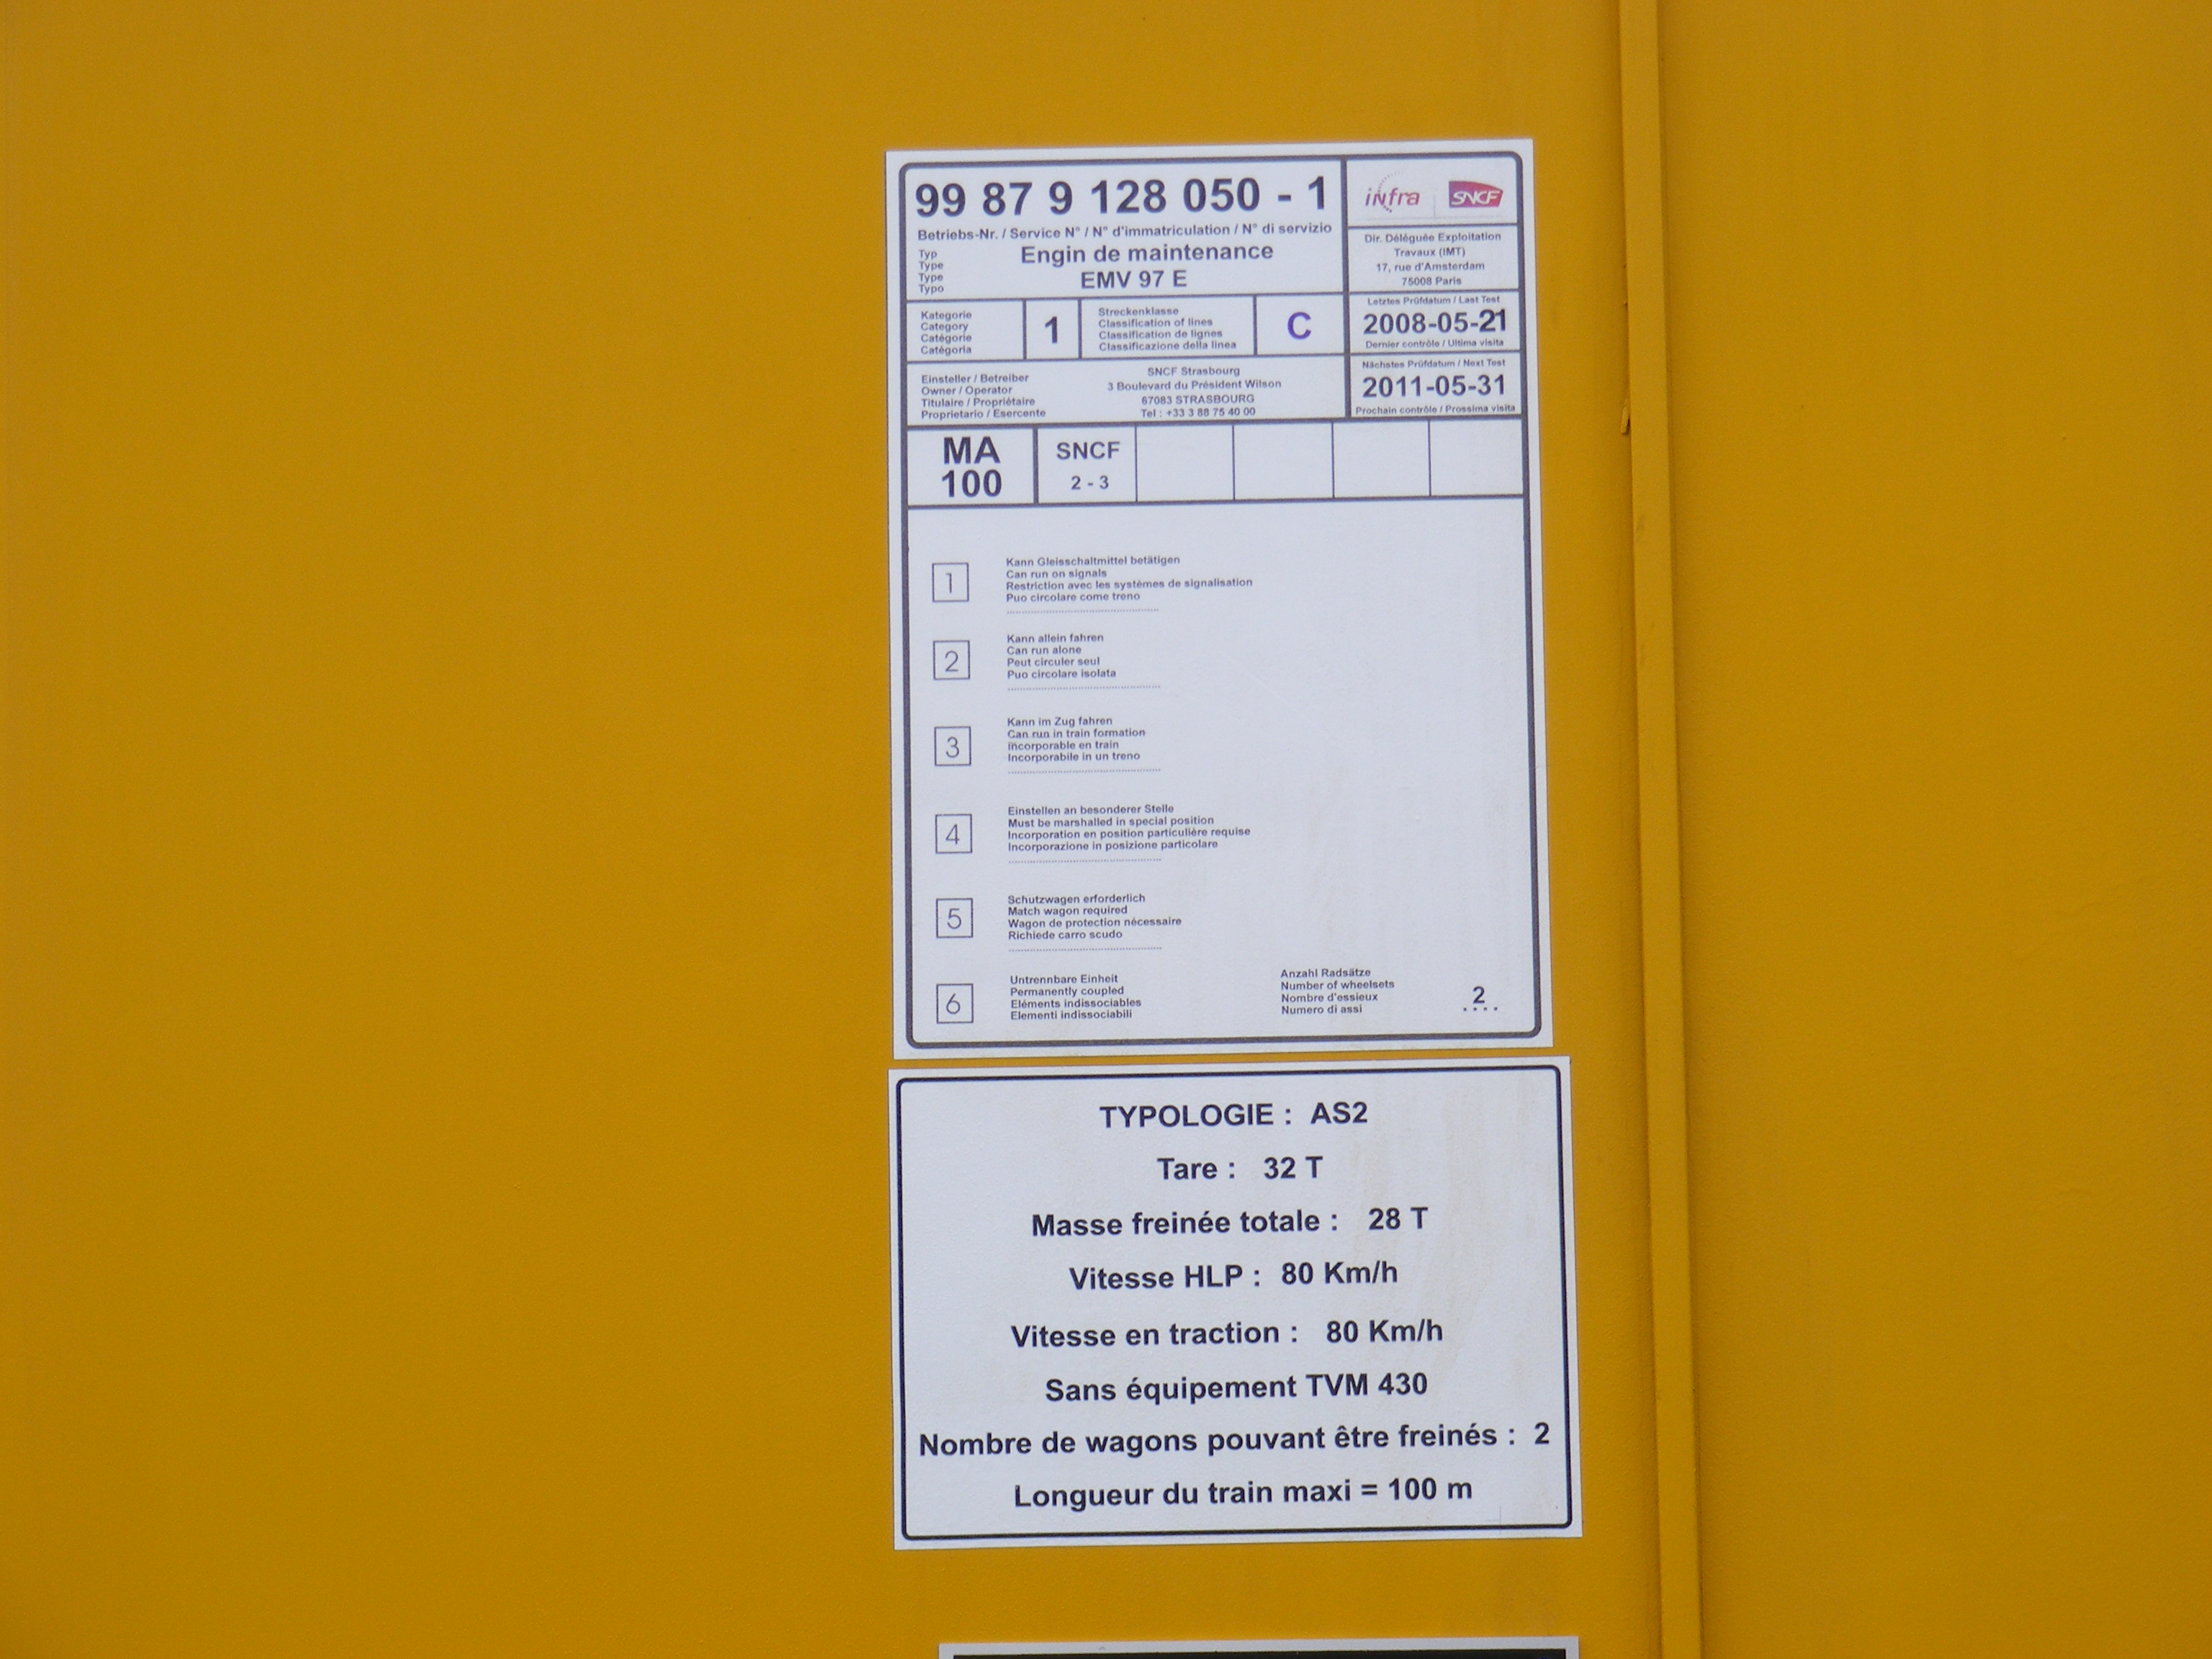 99 87 9 128 050 - 1
Betriebs-Nr. / Service N° / N° d'immatriculation / N° di servizio
Typ
Type
Type
Typo
Engin de maintenance
EMV 97 E
infra SNCF
Dir. Déléguée Exploitation
Travaux (IMT)
17, rue d'Amsterdam
75008 Paris
Kategorie
Category
Catégorie
Catégoria
1
Streckenklasse
Classification of lines
Classification de lignes
Classificazione della linea
C
Letztes Prüfdatum / Last Test
2008-05-21
Dernier contrôle / Ultima visita
Einsteller / Betreiber
Owner / Operator
Titulaire / Propriétaire
Proprietario / Esercente
SNCF Strasbourg
3 Boulevard du Président Wilson
67083 STRASBOURG
Tel : +33 3 88 75 40 00
Nächstes Prüfdatum / Next Test
2011-05-31
Prochain contrôle / Prossima visita
MA
100
SNCF
2 - 3
1
Kann Gleisschaltmittel betätigen
Can run on signals
Restriction avec les systèmes de signalisation
Puo circolare come treno
2
Kann allein fahren
Can run alone
Peut circuler seul
Puo circolare isolata
3
Kann im Zug fahren
Can run in train formation
Incorporable en train
Incorporabile in un treno
4
Einstellen an besonderer Stelle
Must be marshalled in special position
Incorporation en position particulière requise
Incorporazione in posizione particolare
5
Schutzwagen erforderlich
Match wagon required
Wagon de protection nécessaire
Richiede carro scudo
6
Untrennbare Einheit
Permanently coupled
Eléments indissociables
Elementi indissociabili
Anzahl Radsätze
Number of wheelsets
Nombre d'essieux
Numero di assi
2
TYPOLOGIE : AS2
Tare : 32 T
Masse freinée totale : 28 T
Vitesse HLP : 80 Km/h
Vitesse en traction : 80 Km/h
Sans équipement TVM 430
Nombre de wagons pouvant être freinés : 2
Longueur du train maxi = 100 m